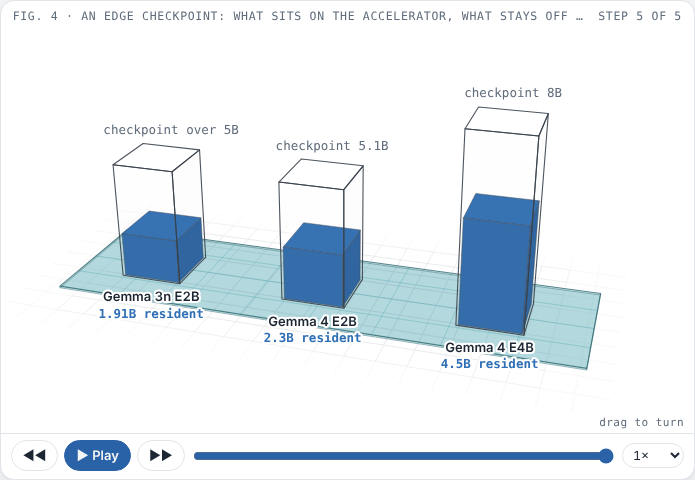 FIG. 4 · AN EDGE CHECKPOINT: WHAT SITS ON THE ACCELERATOR, WHAT STAYS OFF … STEP 5 OF 5
checkpoint 8B
checkpoint over 5B
checkpoint 5.1B
Gemma 3n E2B
1.91B resident
Gemma 4 E2B
2.3B resident
Gemma 4 E4B
4.5B resident
drag to turn
Play
1×